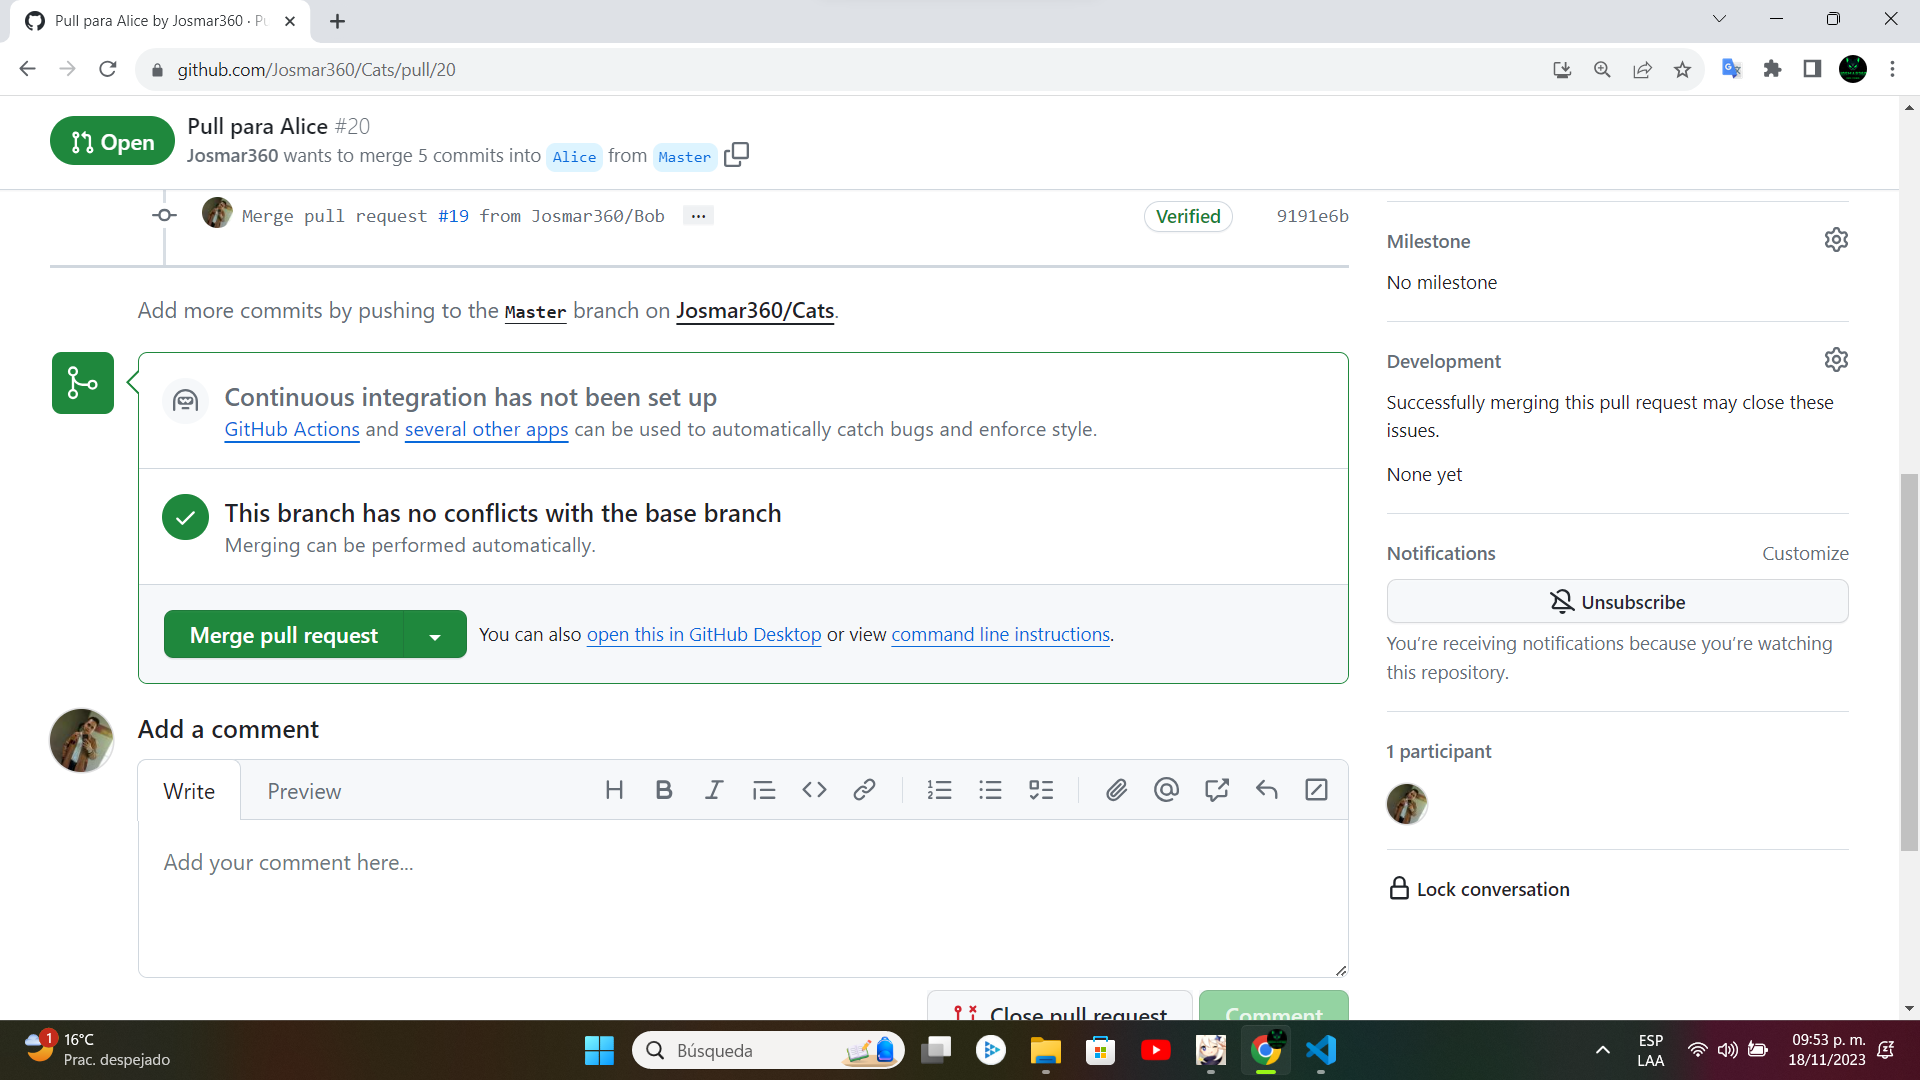 Pull para Alice by Josmar360 · Pu
github.com/Josmar360/Cats/pull/20
Open
Pull para Alice #20
Josmar360 wants to merge 5 commits into Alice from Master
Merge pull request #19 from Josmar360/Bob ... Verified 9191e6b
Add more commits by pushing to the Master branch on Josmar360/Cats.
Continuous integration has not been set up
GitHub Actions and several other apps can be used to automatically catch bugs and enforce style.
This branch has no conflicts with the base branch
Merging can be performed automatically.
Merge pull request You can also open this in GitHub Desktop or view command line instructions.
Add a comment
Write Preview
Add your comment here...
Close pull request Comment
Milestone
No milestone
Development
Successfully merging this pull request may close these
issues.
None yet
Notifications Customize
Unsubscribe
You’re receiving notifications because you’re watching
this repository.
1 participant
Lock conversation
1
16°C
Prac. despejado
Búsqueda
ESP
LAA
09:53 p. m.
18/11/2023